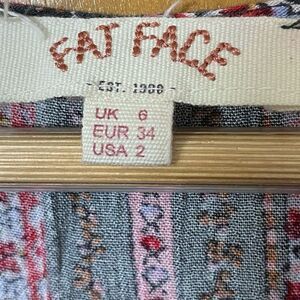 FAT FACE
- EST. 1988 -
UK 6
EUR 34
USA 2